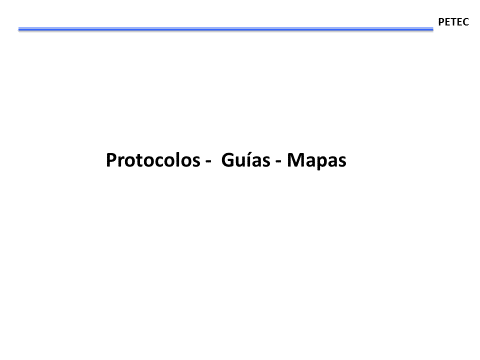 PETEC
Protocolos - Guías - Mapas